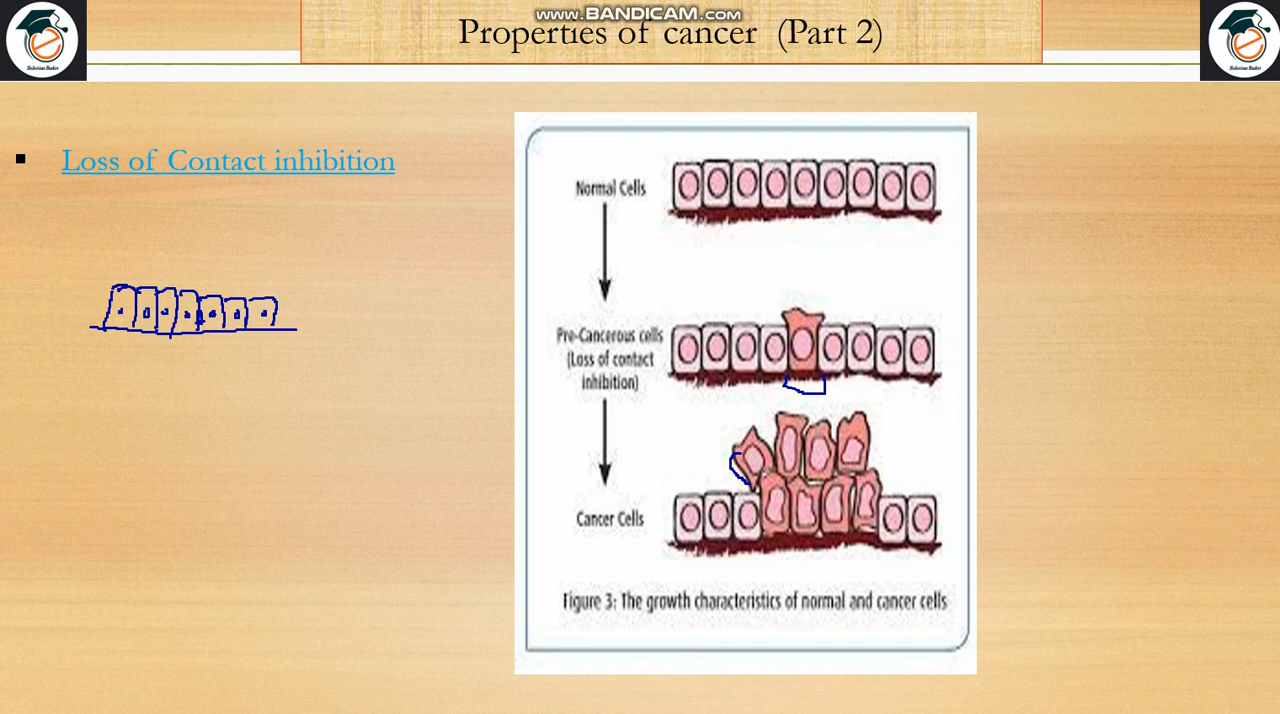 www.BANDICAM.com
Properties of cancer (Part 2)
▪ Loss of Contact inhibition
Normal Cells
Pre-Cancerous cells
(Loss of contact
inhibition)
Cancer Cells
Figure 3: The growth characteristics of normal and cancer cells